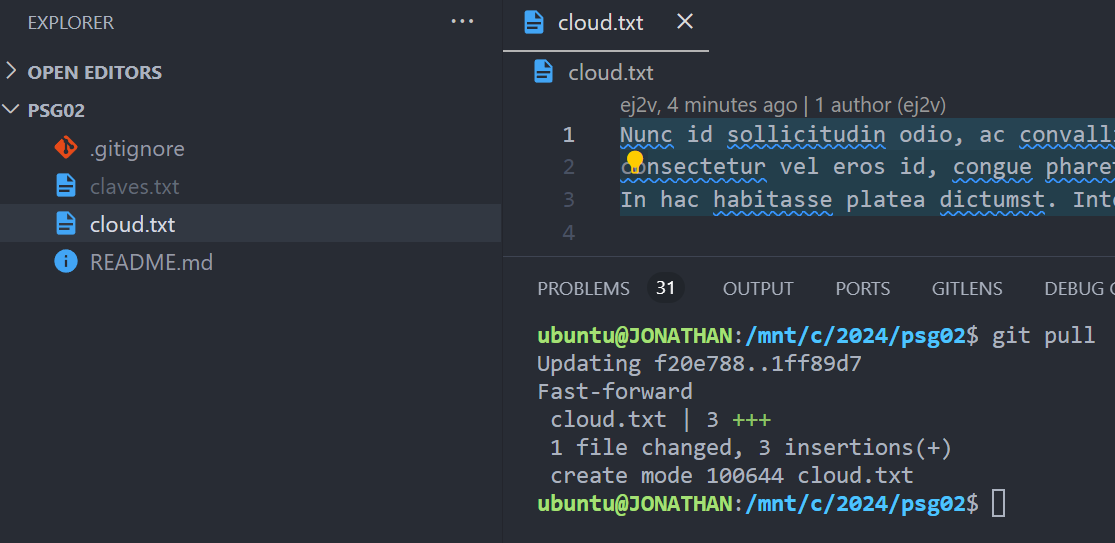 EXPLORER
OPEN EDITORS
PSG02
.gitignore
claves.txt
cloud.txt
README.md
cloud.txt
cloud.txt
ej2v, 4 minutes ago | 1 author (ej2v)
1 Nunc id sollicitudin odio, ac convalli
2 consectetur vel eros id, congue pharet
3 In hac habitasse platea dictumst. Inte
4
PROBLEMS 31 OUTPUT PORTS GITLENS DEBUG
ubuntu@JONATHAN:/mnt/c/2024/psg02$ git pull
Updating f20e788..1ff89d7
Fast-forward
cloud.txt | 3 +++
1 file changed, 3 insertions(+)
create mode 100644 cloud.txt
ubuntu@JONATHAN:/mnt/c/2024/psg02$